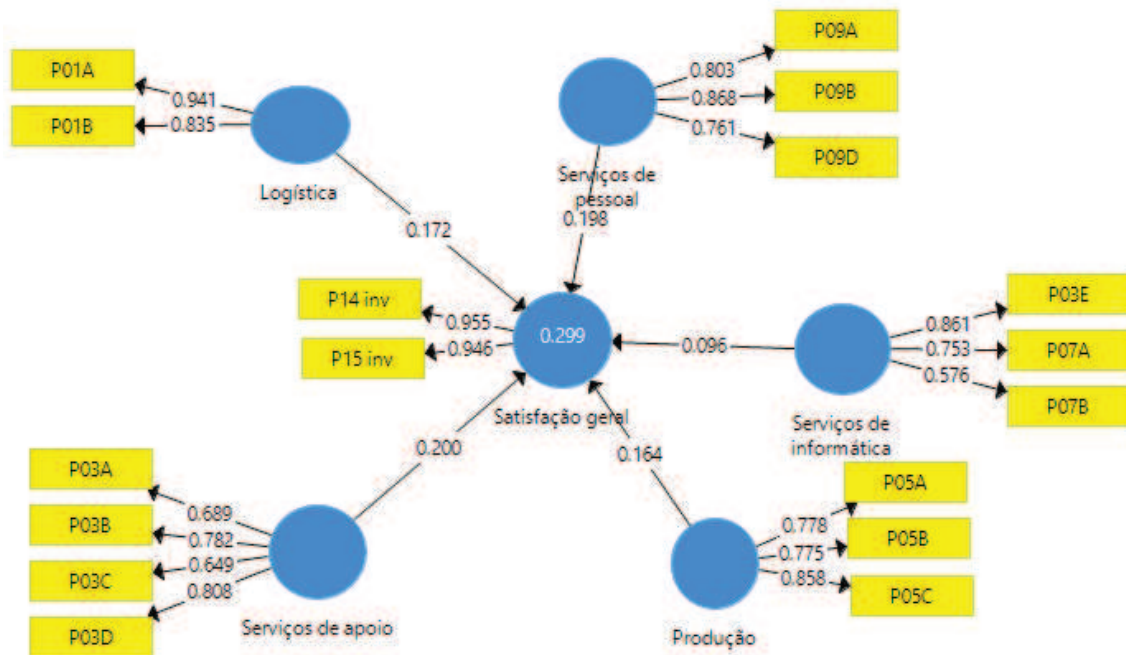 P01A
0.941
P01B
0.835
Logística
0.172
P09A
0.803
P09B
0.868
P09D
0.761
Serviços de
pessoal
0.198
P14 inv
0.955
P15 inv
0.946
0.299
Satisfação geral
P03E
0.861
P07A
0.753
P07B
0.576
0.096
Serviços de
informática
P03A
0.689
P03B
0.782
P03C
0.649
P03D
0.808
0.200
Serviços de apoio
0.164
P05A
0.778
P05B
0.775
P05C
0.858
Produção